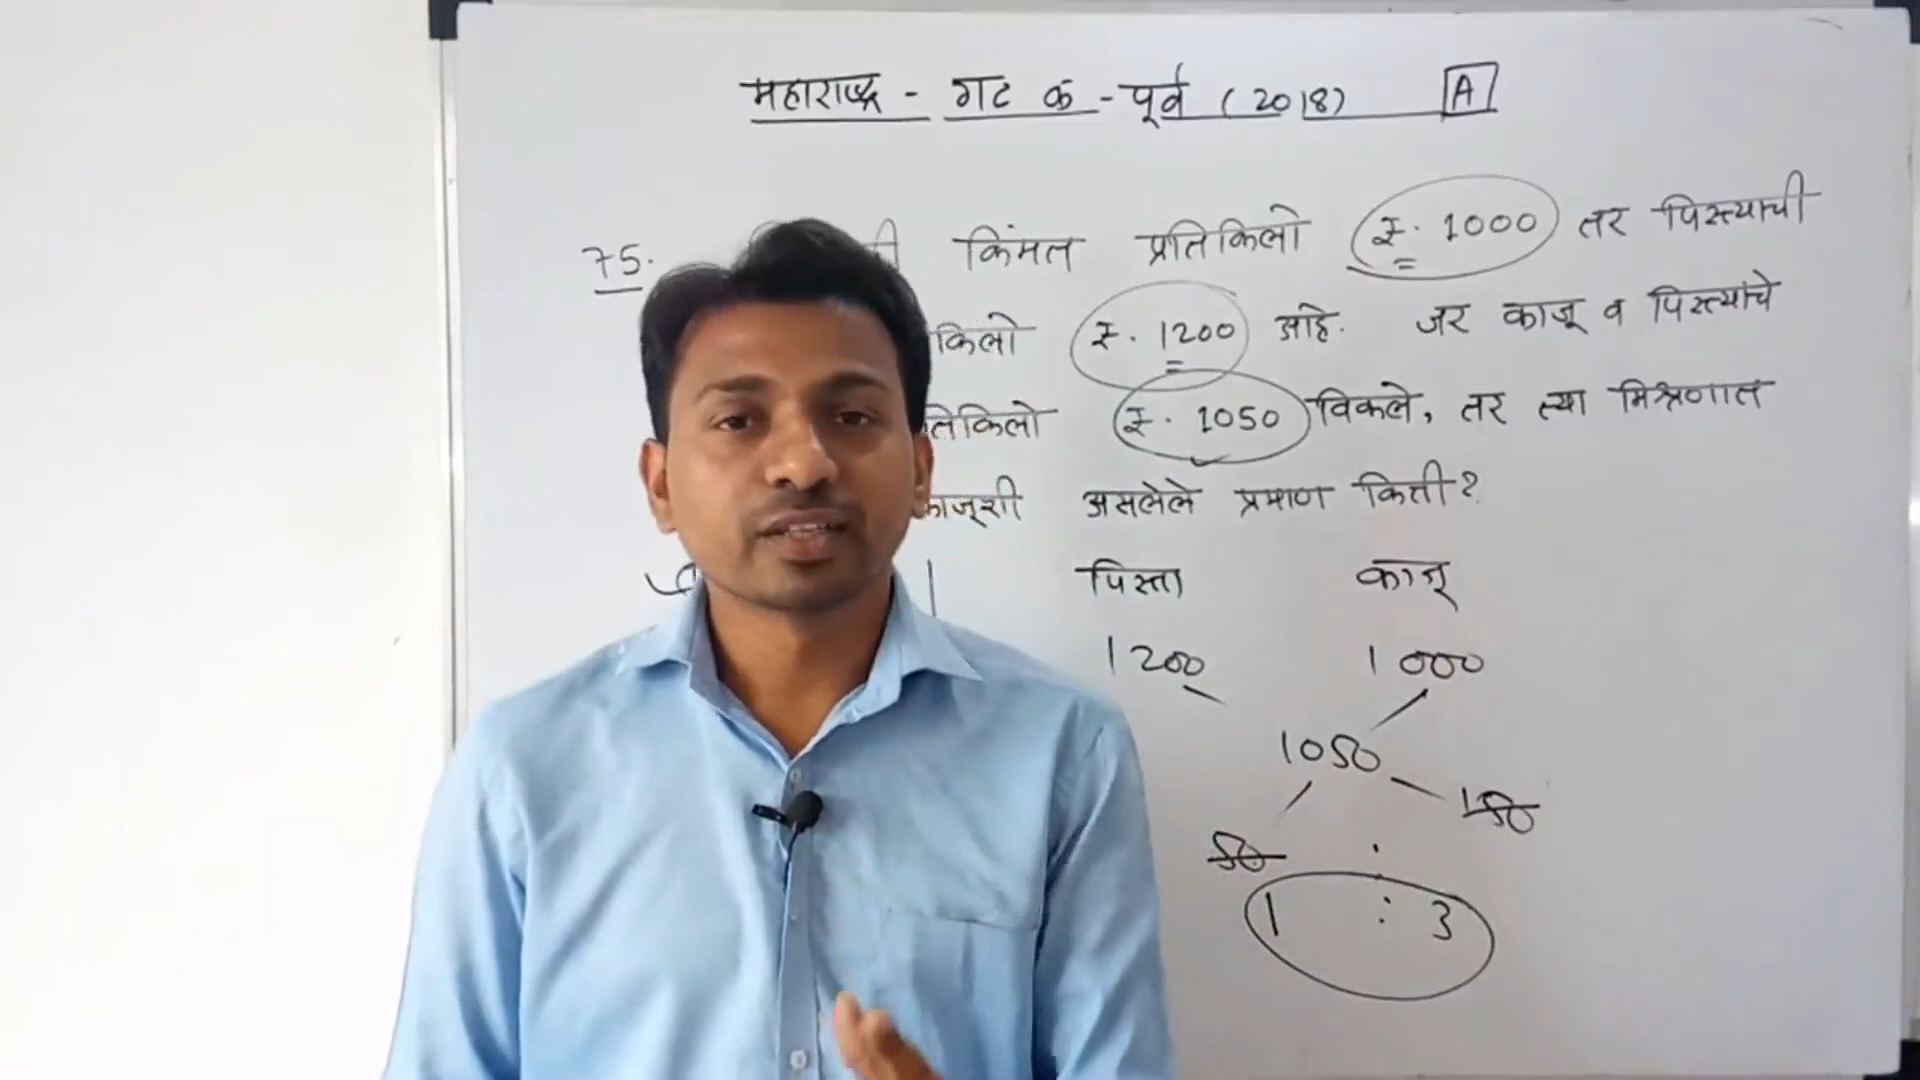 महाराष्ट्र - गट क - पूर्व (2018) A
75. किंमत प्रतिकिलो रु. 1000 तर पिस्त्याची
किलो रु. 1200 आहे. जर काजू व पिस्त्यांचे
रु. 1050 विकले, तर त्या मिश्रणात
असलेले प्रमाण किती?
पिस्ता काजू
1200 1000
1050
50 : 150
1 : 3